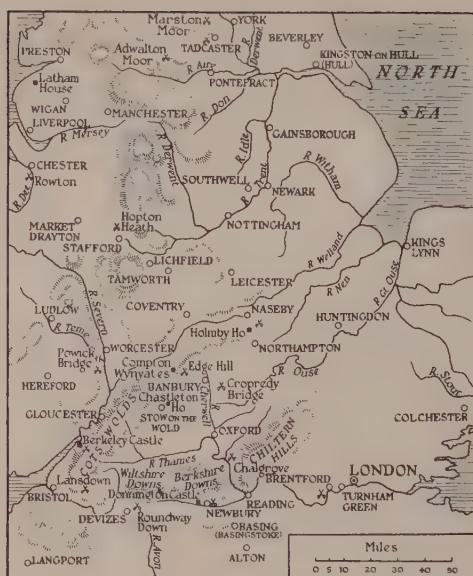 Marston Moor
YORK
TADCASTER
BEVERLEY
R Derwent
Adwalton Moor
PRESTON
KINGSTON ON HULL
(HULL)
NORTH
SEA
R Aire
PONTEFRACT
Latham House
WIGAN
MANCHESTER
LIVERPOOL
R Mersey
R Don
GAINSBOROUGH
R Derwent
R Idle
R Trent
CHESTER
Rowton
R Dee
SOUTHWELL
NEWARK
R Witham
MARKET DRAYTON
Hopton Heath
STAFFORD
NOTTINGHAM
KINGS LYNN
LICHFIELD
TAMWORTH
LEICESTER
R Welland
R Nen
R Gt. Ouse
COVENTRY
NASEBY
HUNTINGDON
LUDLOW
R Teme
R Severn
Holmby Ho
NORTHAMPTON
Powick Bridge
WORCESTER
Compton Wynyates
Edge Hill
R Ouse
R Stour
HEREFORD
BANBURY
Cropredy Bridge
Chastleton Ho
STOW ON THE WOLD
R Cherwell
COLCHESTER
GLOUCESTER
COTSWOLDS
OXFORD
CHILTERN HILLS
Berkeley Castle
R Thames
Chalgrove
Wiltshire Downs
Berkshire Downs
LONDON
BRENTFORD
TURNHAM GREEN
Lansdown
BRISTOL
Donnington Castle
NEWBURY
READING
DEVIZES
Roundway Down
BASING
(BASINGSTOKE)
ALTON
LANGPORT
R Avon
Miles
0 5 10 20 30 40 50